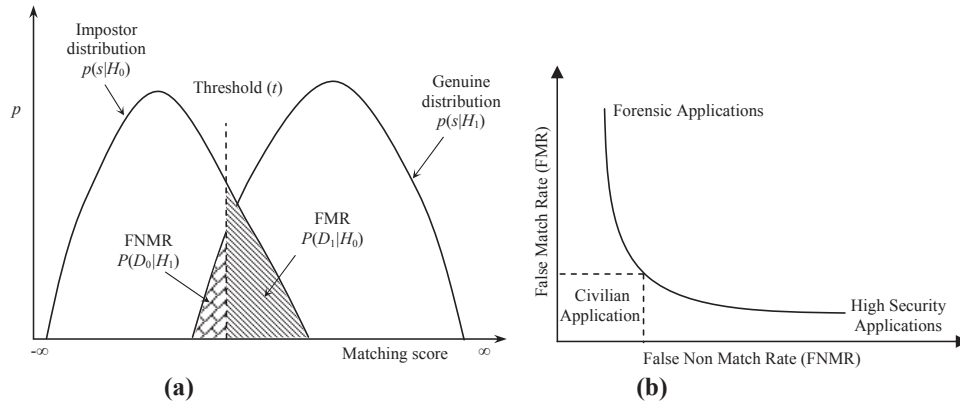 Impostor
distribution
p(s|H₀)
p
Threshold (t)
Genuine
distribution
p(s|H₁)
FNMR
P(D₀|H₁)
FMR
P(D₁|H₀)
-∞
Matching score
∞
(a)
False Match Rate (FMR)
Forensic Applications
Civilian
Application
High Security
Applications
False Non Match Rate (FNMR)
(b)